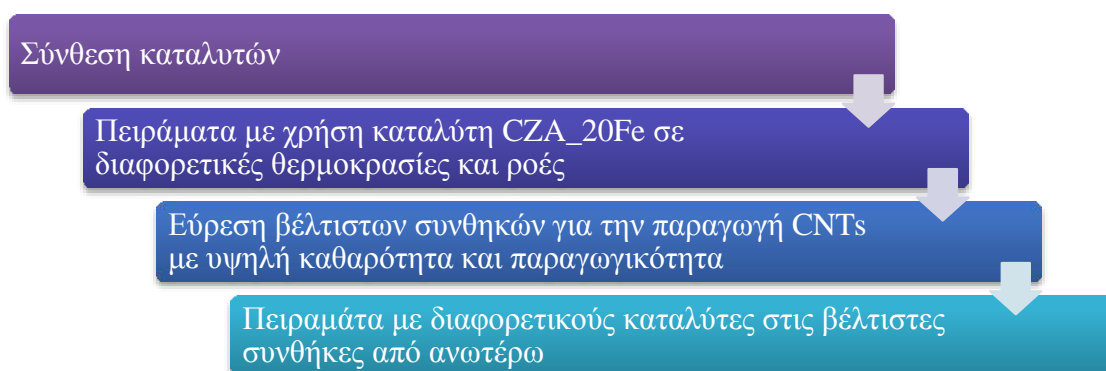 Σύνθεση καταλυτών
Πειράματα με χρήση καταλύτη CZA_20Fe σε
διαφορετικές θερμοκρασίες και ροές
Εύρεση βέλτιστων συνθηκών για την παραγωγή CNTs
με υψηλή καθαρότητα και παραγωγικότητα
Πειραμάτα με διαφορετικούς καταλύτες στις βέλτιστες
συνθήκες από ανωτέρω